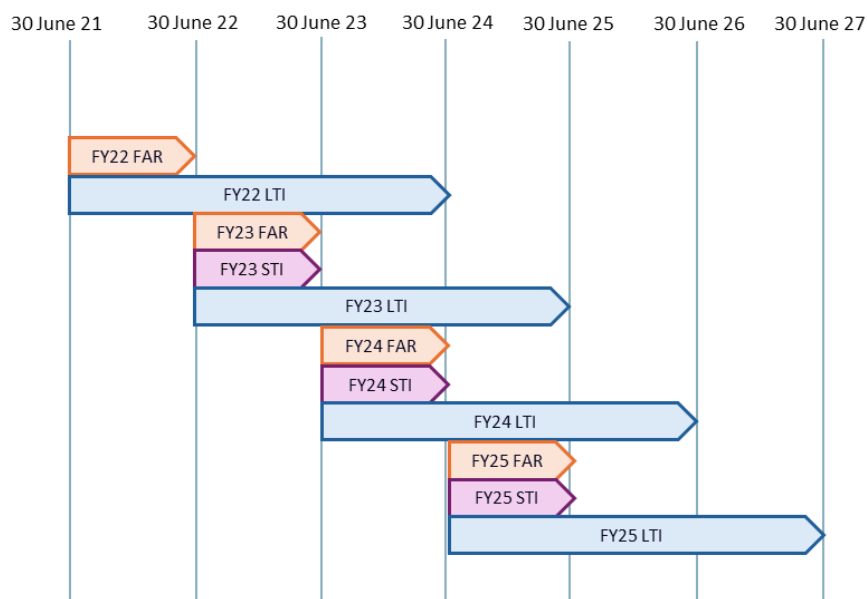 30 June 21 30 June 22 30 June 23 30 June 24 30 June 25 30 June 26 30 June 27
FY22 FAR
FY22 LTI
FY23 FAR
FY23 STI
FY23 LTI
FY24 FAR
FY24 STI
FY24 LTI
FY25 FAR
FY25 STI
FY25 LTI